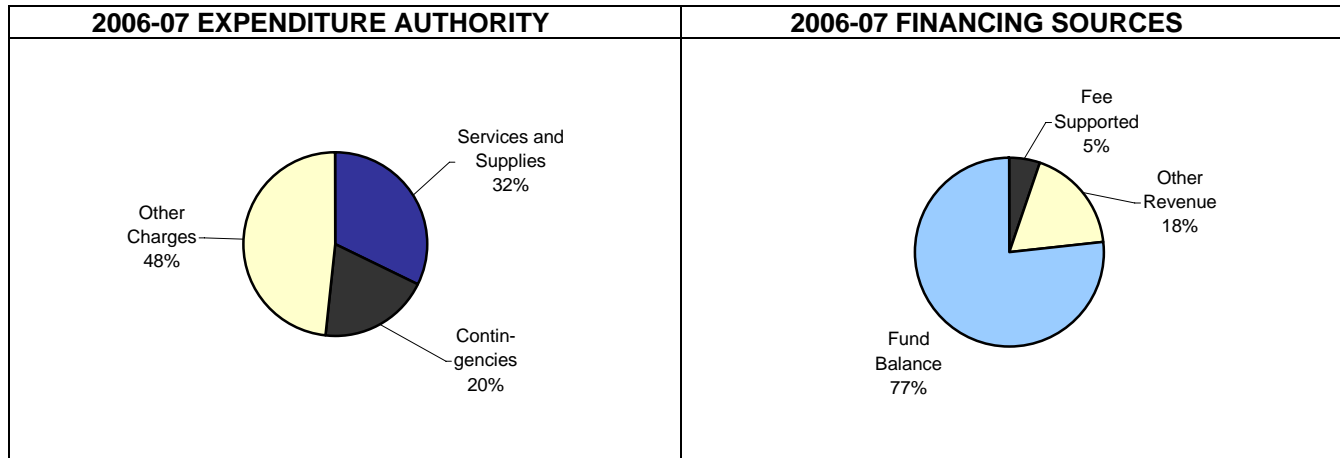 2006-07 EXPENDITURE AUTHORITY
Services and
Supplies
32%
Other
Charges
48%
Contin-
gencies
20%
2006-07 FINANCING SOURCES
Fee
Supported
5%
Other
Revenue
18%
Fund
Balance
77%